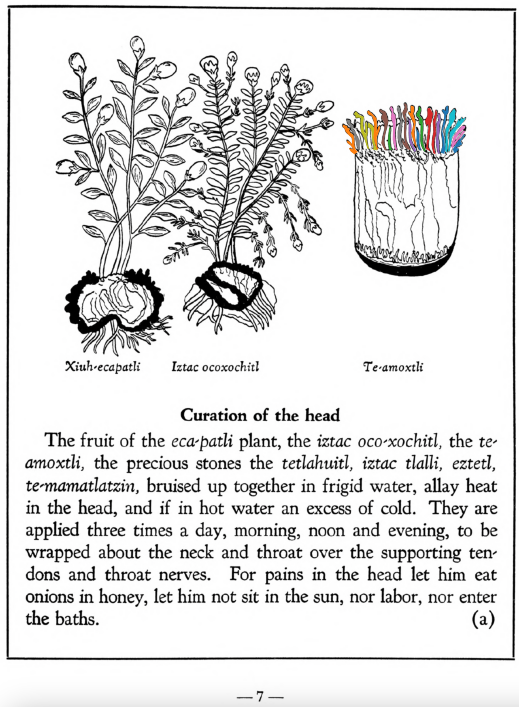 Xiuh-ecapatli Iztac ocoxochitl Te-amoxtli
Curation of the head
The fruit of the eca-patli plant, the iztac oco-xochitl, the te-
amoxtli, the precious stones the tetlahuitl, iztac tlalli, eztetl,
te-mamatlatzin, bruised up together in frigid water, allay heat
in the head, and if in hot water an excess of cold. They are
applied three times a day, morning, noon and evening, to be
wrapped about the neck and throat over the supporting ten-
dons and throat nerves. For pains in the head let him eat
onions in honey, let him not sit in the sun, nor labor, nor enter
the baths. (a)
—7—